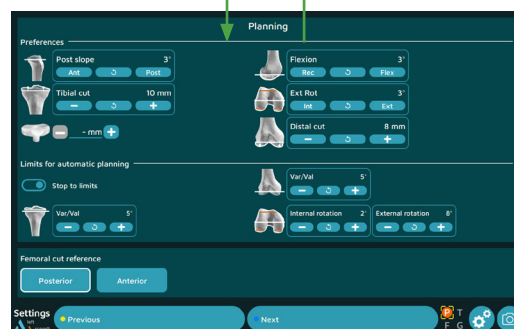 Planning
Preferences
Post slope 3°
Ant Post
Tibial cut 10 mm
- +
- - mm +
Flexion 3°
Rec Flex
Ext Rot 3°
Int Ext
Distal cut 8 mm
- +
Limits for automatic planning
Stop to limits
Var/Val 5°
- +
Var/Val 5°
- +
Internal rotation 2° External rotation 8°
- + - +
Femoral cut reference
Posterior Anterior
Settings
left
Previous
Next
P T
F G